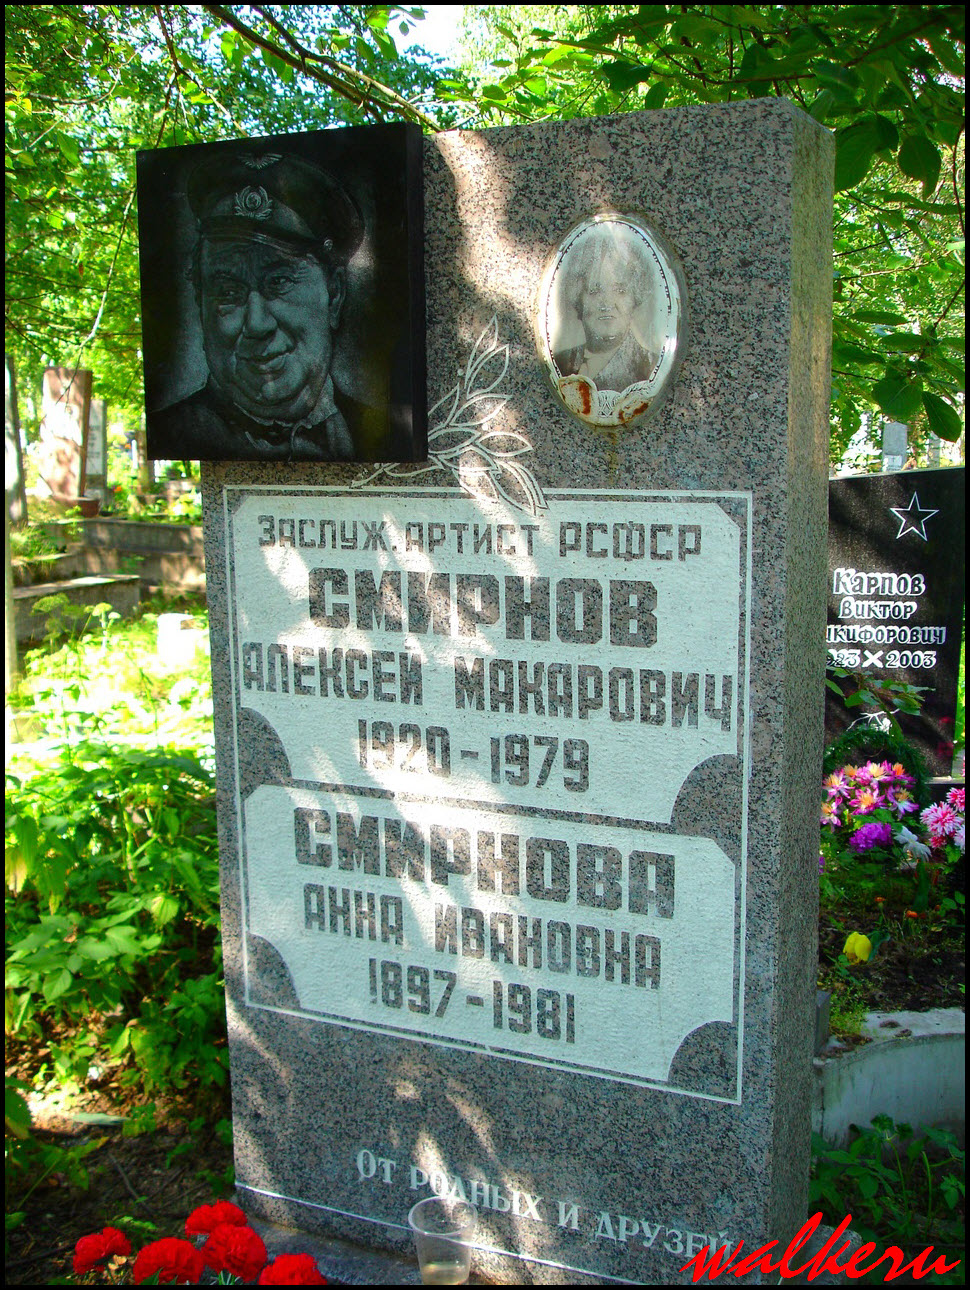 ЗАСЛУЖ. АРТИСТ РСФСР
СМИРНОВ
АЛЕКСЕЙ МАКАРОВИЧ
1920 – 1979
СМИРНОВА
АННА ИВАНОВНА
1897 – 1981
ОТ РОДНЫХ И ДРУЗЕЙ
КАРПОВ
ВИКТОР
2003
walkeru